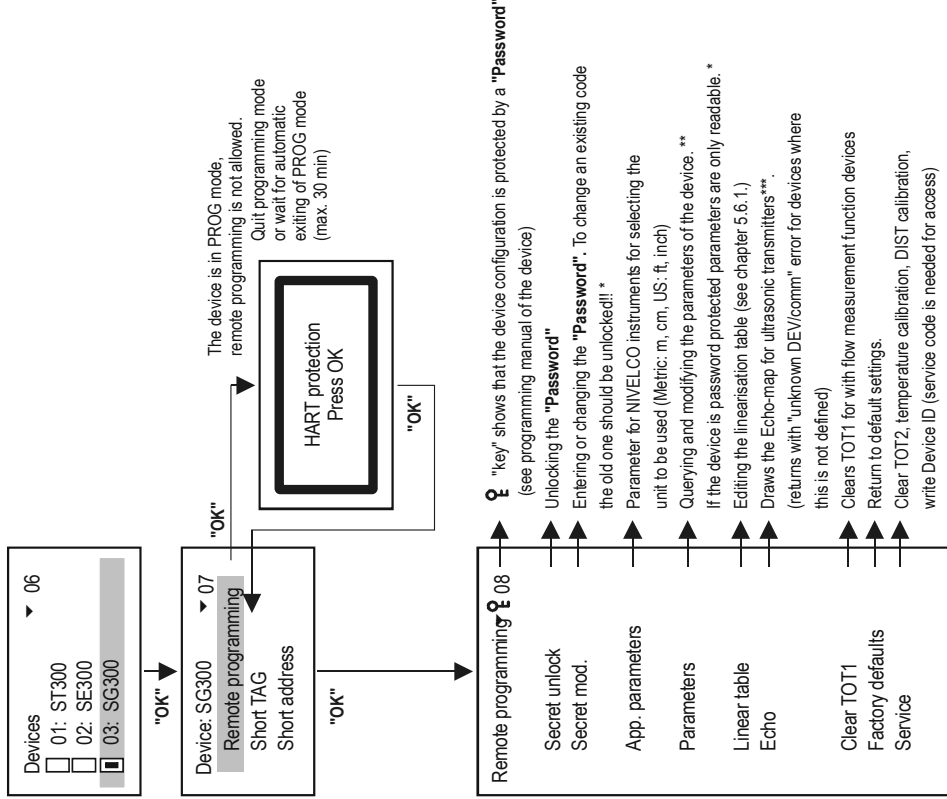 Devices 06
01: ST300
02: SE300
03: SG300
"OK"
Device: SG300 07
Remote programming
Short TAG
Short address
"OK"
The device is in PROG mode,
remote programming is not allowed.
Quit programming mode
or wait for automatic
exiting of PROG mode
(max. 30 min)
HART protection
Press OK
"OK"
"OK"
Remote programming 08
"key" shows that the device configuration is protected by a "Password"
(see programming manual of the device)
Secret unlock
Unlocking the "Password"
Secret mod.
Entering or changing the "Password". To change an existing code
the old one should be unlocked!! *
App. parameters
Parameter for NIVELCO instruments for selecting the
unit to be used (Metric: m, cm, US: ft, inch)
Parameters
Querying and modifying the parameters of the device. **
If the device is password protected parameters are only readable. *
Linear table
Editing the linearisation table (see chapter 5.6.1.)
Echo
Draws the Echo-map for ultrasonic transmitters***.
(returns with "unknown DEV/comm" error for devices where
this is not defined)
Clear TOT1
Clears TOT1 for with flow measurement function devices
Factory defaults
Return to default settings.
Service
Clear TOT2, temperature calibration, DIST calibration,
write Device ID (service code is needed for access)